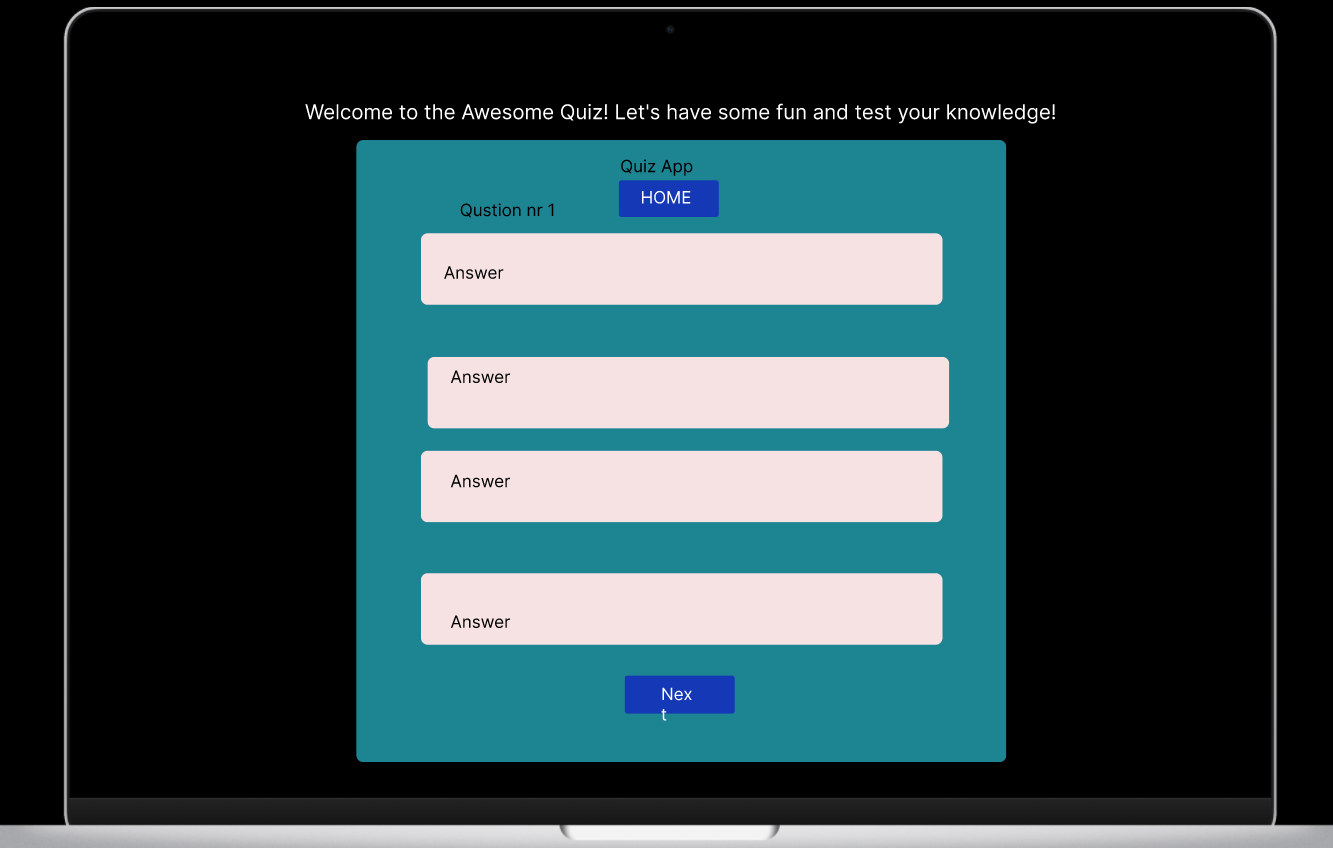 Welcome to the Awesome Quiz! Let's have some fun and test your knowledge!
Quiz App
HOME
Qustion nr 1
Answer
Answer
Answer
Answer
Nex
t